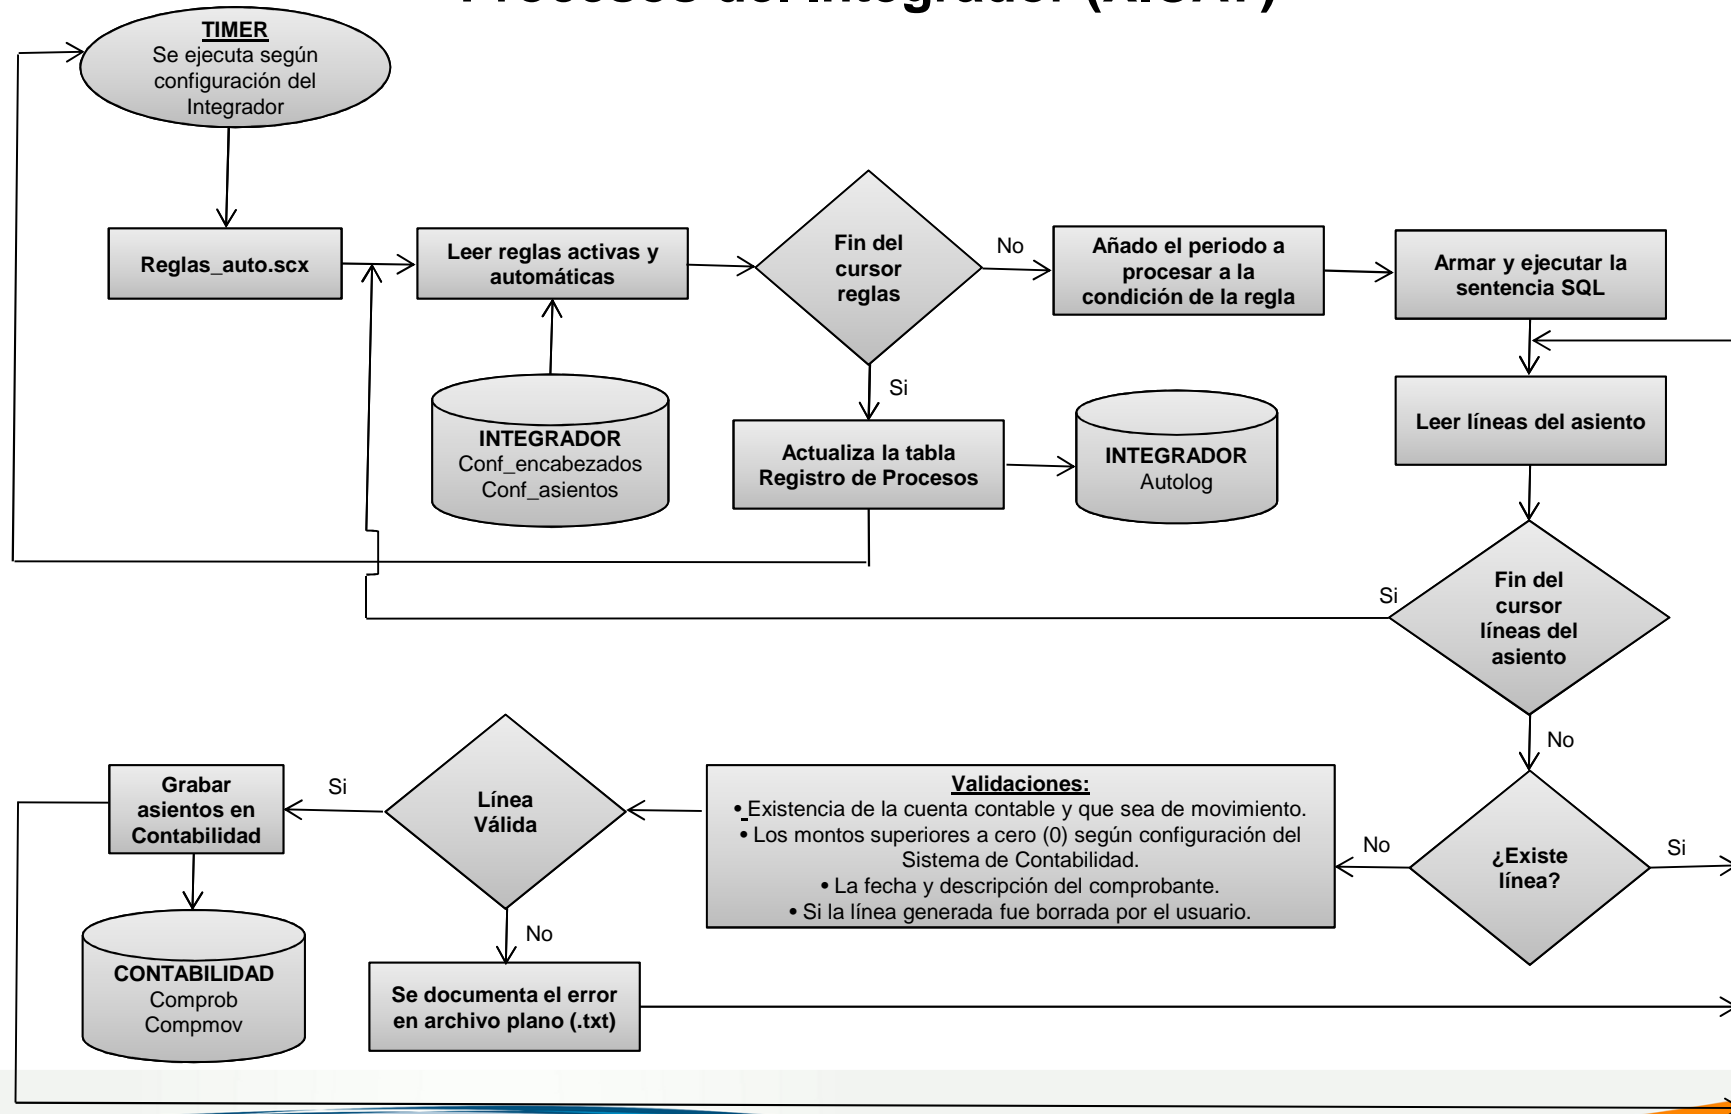 TIMER
Se ejecuta según
configuración del
Integrador
Reglas_auto.scx
Leer reglas activas y
automáticas
Fin del
cursor
reglas
No
Añado el periodo a
procesar a la
condición de la regla
Armar y ejecutar la
sentencia SQL
Si
INTEGRADOR
Conf_encabezados
Conf_asientos
Actualiza la tabla
Registro de Procesos
INTEGRADOR
Autolog
Leer líneas del asiento
Fin del
cursor
líneas del
asiento
Si
No
Grabar
asientos en
Contabilidad
Si
Línea
Válida
Validaciones:
• Existencia de la cuenta contable y que sea de movimiento.
• Los montos superiores a cero (0) según configuración del
Sistema de Contabilidad.
• La fecha y descripción del comprobante.
• Si la línea generada fue borrada por el usuario.
No
¿Existe
línea?
Si
No
CONTABILIDAD
Comprob
Compmov
Se documenta el error
en archivo plano (.txt)